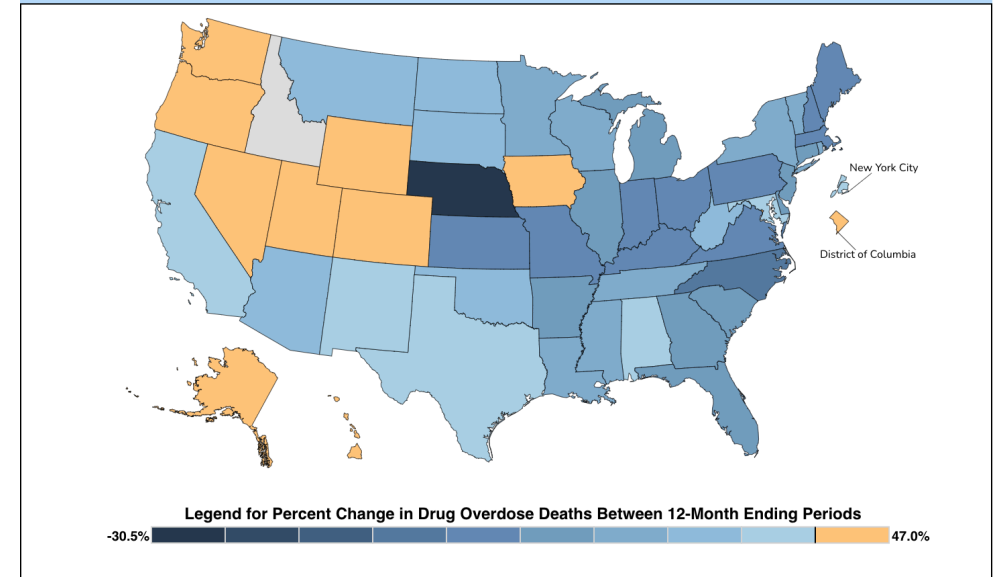 New York City
District of Columbia
Legend for Percent Change in Drug Overdose Deaths Between 12-Month Ending Periods
-30.5%
47.0%